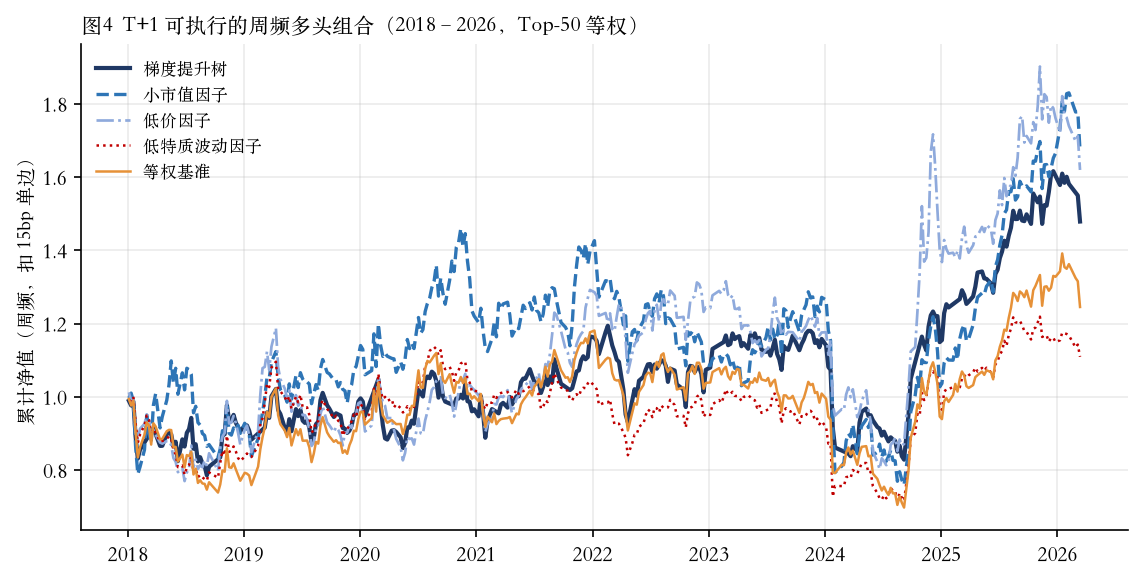 图4 T+1 可执行的周频多头组合（2018 – 2026，Top-50 等权）
梯度提升树
小市值因子
低价因子
低特质波动因子
等权基准
累计净值（周频，扣 15bp 单边）
1.8
1.6
1.4
1.2
1.0
0.8
2018 2019 2020 2021 2022 2023 2024 2025 2026